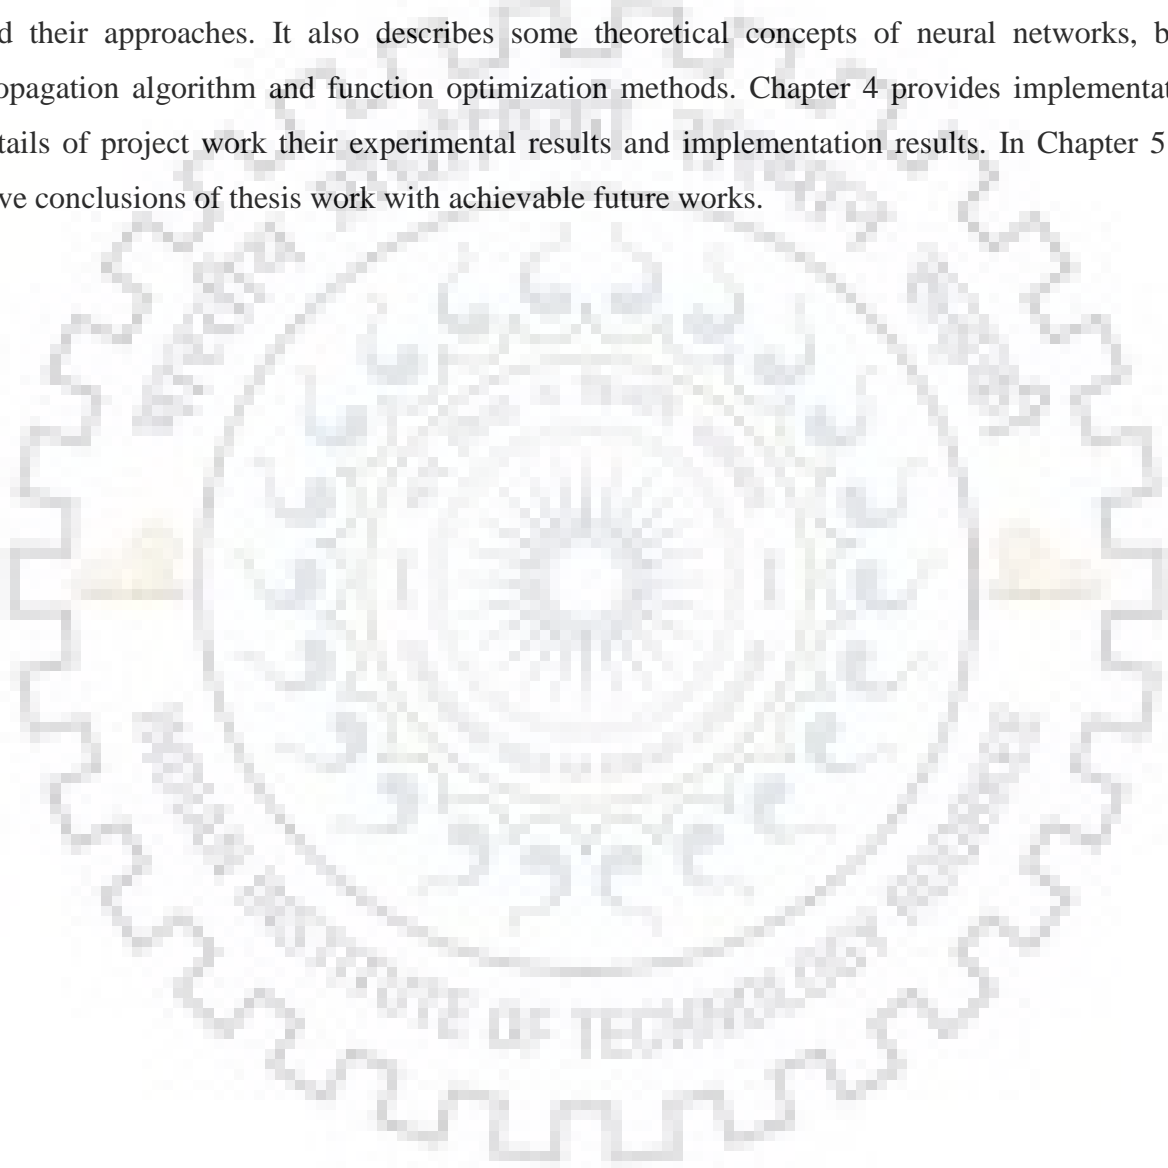 d their approaches. It also describes some theoretical concepts of neural networks, b
opagation algorithm and function optimization methods. Chapter 4 provides implementat
tails of project work their experimental results and implementation results. In Chapter 5
ve conclusions of thesis work with achievable future works.
INSTITUTE OF TECHNOLOGY